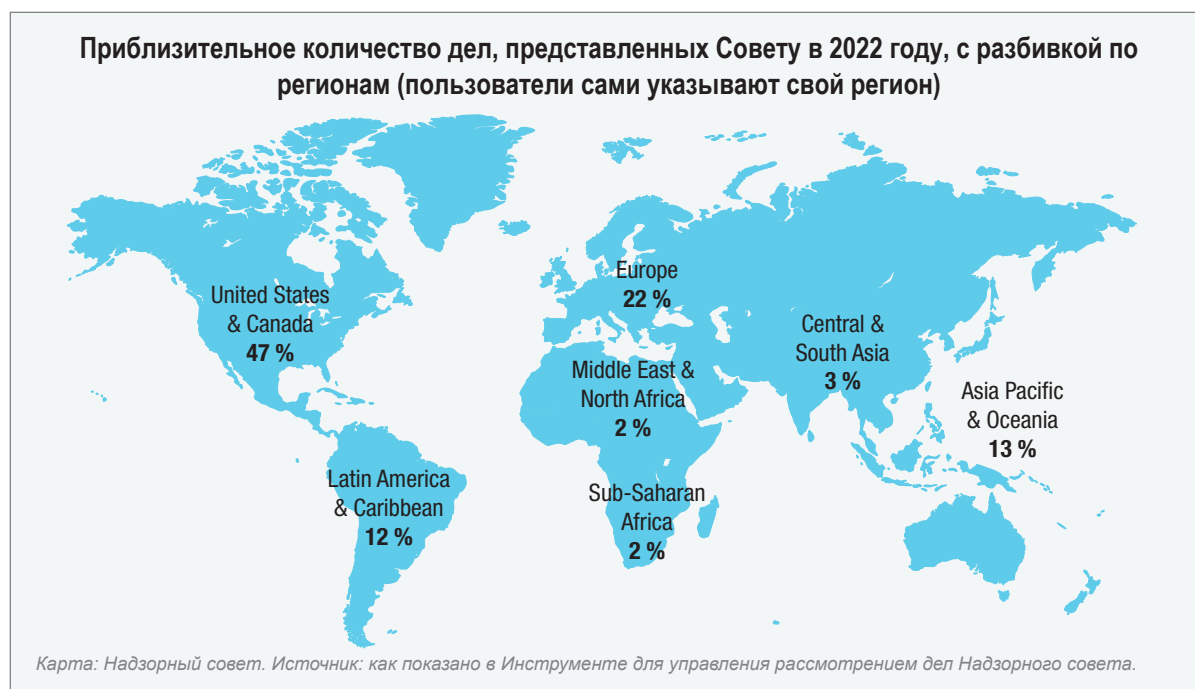 Приблизительное количество дел, представленных Совету в 2022 году, с разбивкой по
регионам (пользователи сами указывают свой регион)
United States
& Canada
47 %
Europe
22 %
Central &
South Asia
3 %
Middle East &
North Africa
2 %
Asia Pacific
& Oceania
13 %
Latin America
& Caribbean
12 %
Sub-Saharan
Africa
2 %
Карта: Надзорный совет. Источник: как показано в Инструменте для управления рассмотрением дел Надзорного совета.